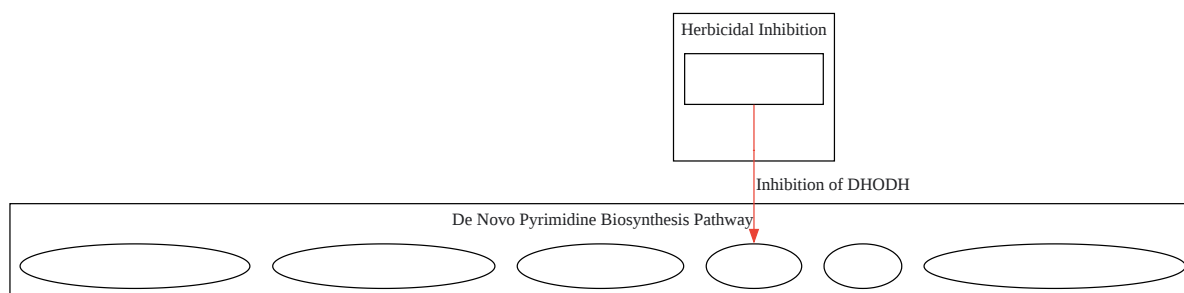 Herbicidal Inhibition
Inhibition of DHODH
De Novo Pyrimidine Biosynthesis Pathway